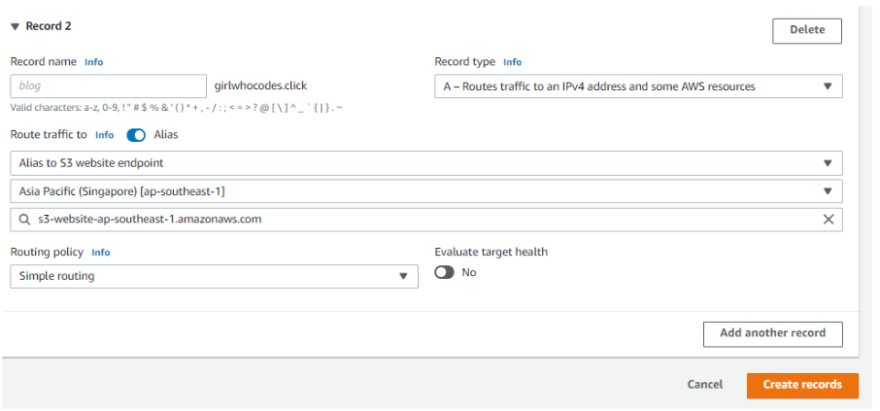 Record 2
Delete
Record name Info
Record type Info
blog
girlwhocodes.click
A – Routes traffic to an IPv4 address and some AWS resources
Valid characters: a-z, 0-9, ! " # $ % & ' ( ) * + , - / : ; < = > ? @ [ \ ] ^ _ ` { | } . ~
Route traffic to Info Alias
Alias to S3 website endpoint
Asia Pacific (Singapore) [ap-southeast-1]
s3-website-ap-southeast-1.amazonaws.com
Routing policy Info
Evaluate target health
Simple routing
No
Add another record
Cancel
Create records